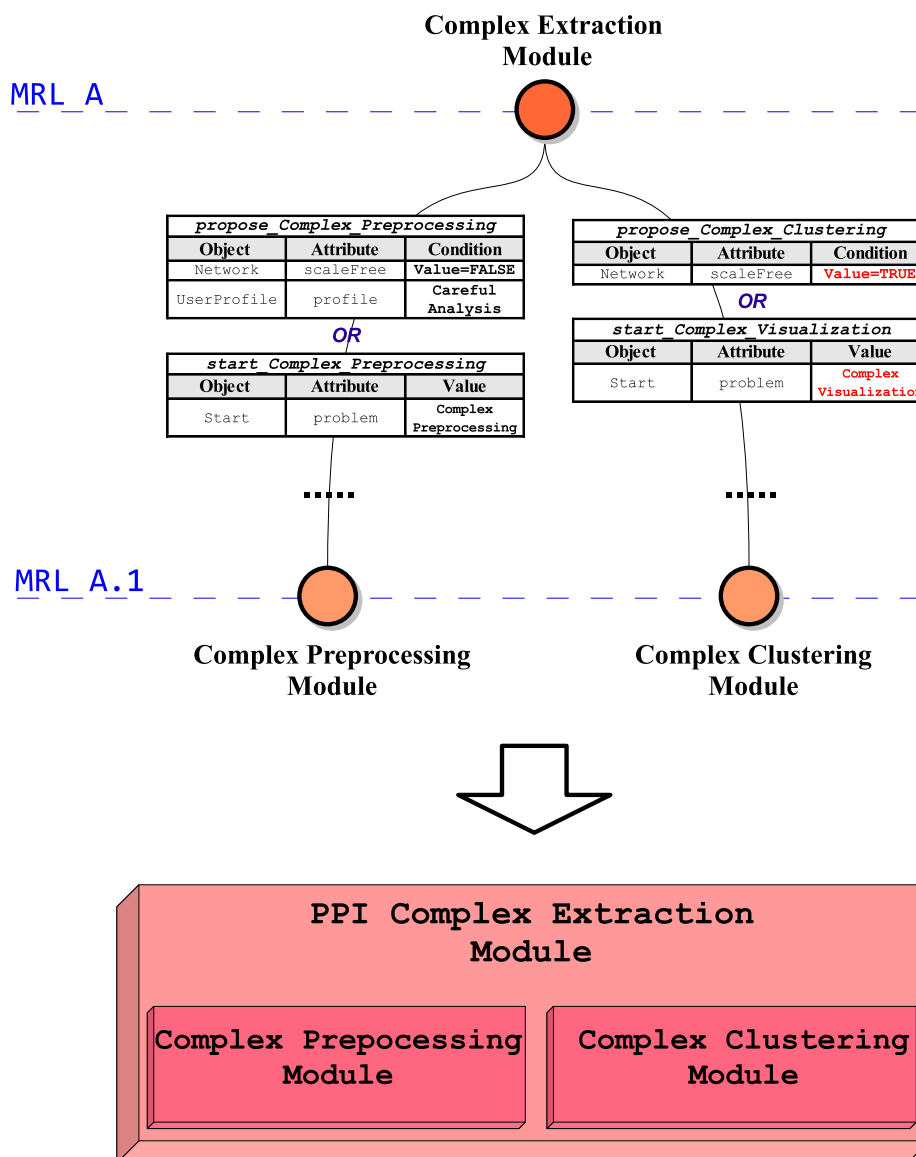 Complex Extraction
Module
MRL A
propose_Complex_Preprocessing
Object Attribute Condition
Network scaleFree Value=FALSE
UserProfile profile Careful
Analysis
OR
start_Complex_Preprocessing
Object Attribute Value
Start problem Complex
Preprocessing
propose_Complex_Clustering
Object Attribute Condition
Network scaleFree Value=TRUE
OR
start_Complex_Visualization
Object Attribute Value
Start problem Complex
Visualization
MRL A.1
Complex Preprocessing
Module
Complex Clustering
Module
PPI Complex Extraction
Module
Complex Prepocessing
Module
Complex Clustering
Module